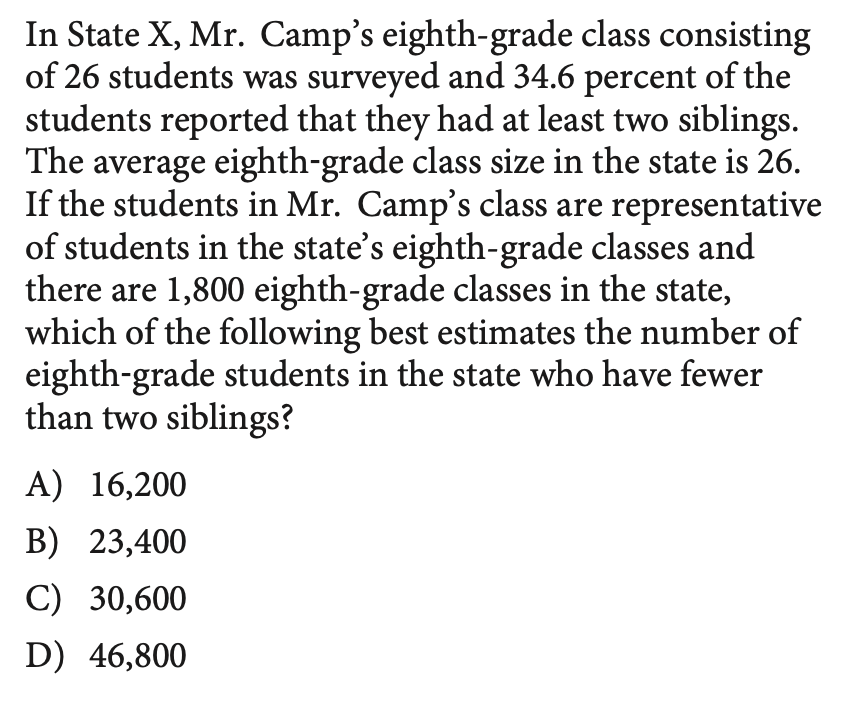 In State X, Mr. Camp’s eighth-grade class consisting
of 26 students was surveyed and 34.6 percent of the
students reported that they had at least two siblings.
The average eighth-grade class size in the state is 26.
If the students in Mr. Camp’s class are representative
of students in the state’s eighth-grade classes and
there are 1,800 eighth-grade classes in the state,
which of the following best estimates the number of
eighth-grade students in the state who have fewer
than two siblings?
A) 16,200
B) 23,400
C) 30,600
D) 46,800